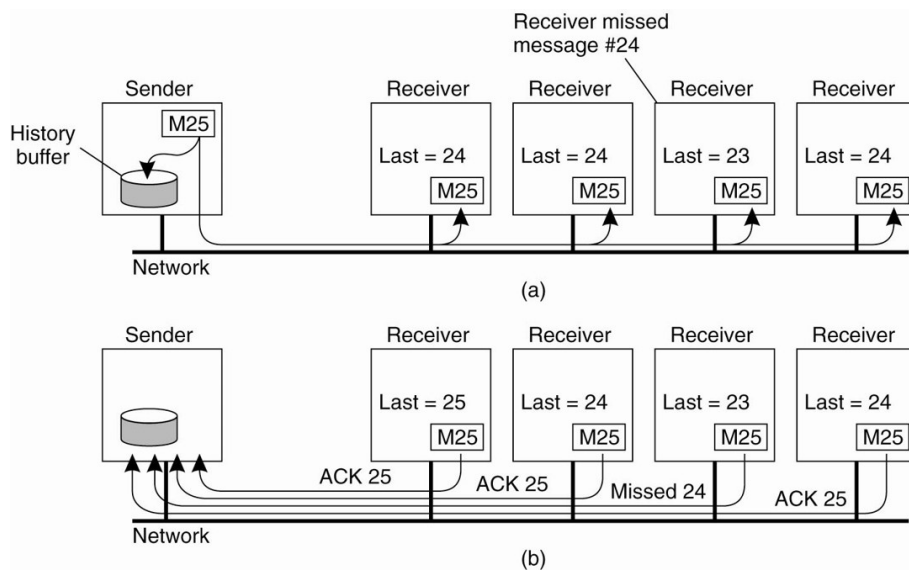 Receiver missed
message #24
Sender
Receiver
Receiver
Receiver
Receiver
History
buffer
M25
Last = 24
Last = 24
Last = 23
Last = 24
M25
M25
M25
M25
Network
(a)
Sender
Receiver
Receiver
Receiver
Receiver
Last = 25
Last = 24
Last = 23
Last = 24
M25
M25
M25
M25
ACK 25
ACK 25
Missed 24
ACK 25
Network
(b)